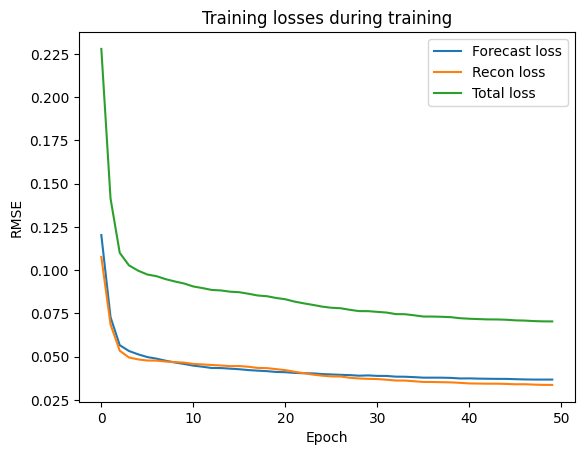 Training losses during training
Forecast loss
Recon loss
Total loss
0.225
0.200
0.175
0.150
0.125
0.100
0.075
0.050
0.025
RMSE
0 10 20 30 40 50
Epoch